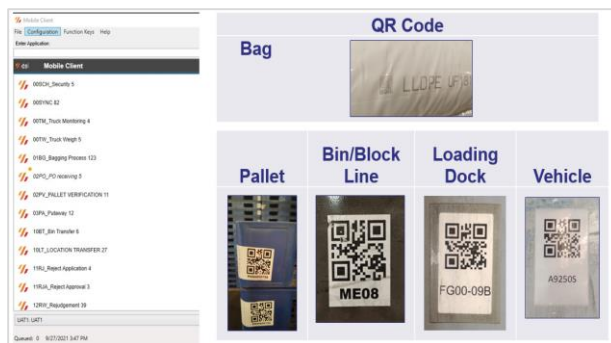 Mobile Client
File Configuration Function Keys Help
Enter Application:
Mobile Client
00SCH_Security 5
00SYNC 82
00TM_Truck Monitoring 4
00TW_Truck Weigh 5
01BG_Bagging Process 123
02PO_PO receiving 5
02PV_PALLET VERIFICATION 11
03PA_Putaway 12
10BT_Bin Transfer 6
10LT_LOCATION TRANSFER 27
11RJ_Reject Application 4
11RJA_Reject Approval 3
12RW_Rejudgement 39
UAT1: UAT1
Queued: 0 9/27/2021 3:47 PM
QR Code
Bag
LLDPE
Pallet
Bin/Block Line
Loading Dock
Vehicle
ME08
FG00-09B
A92505